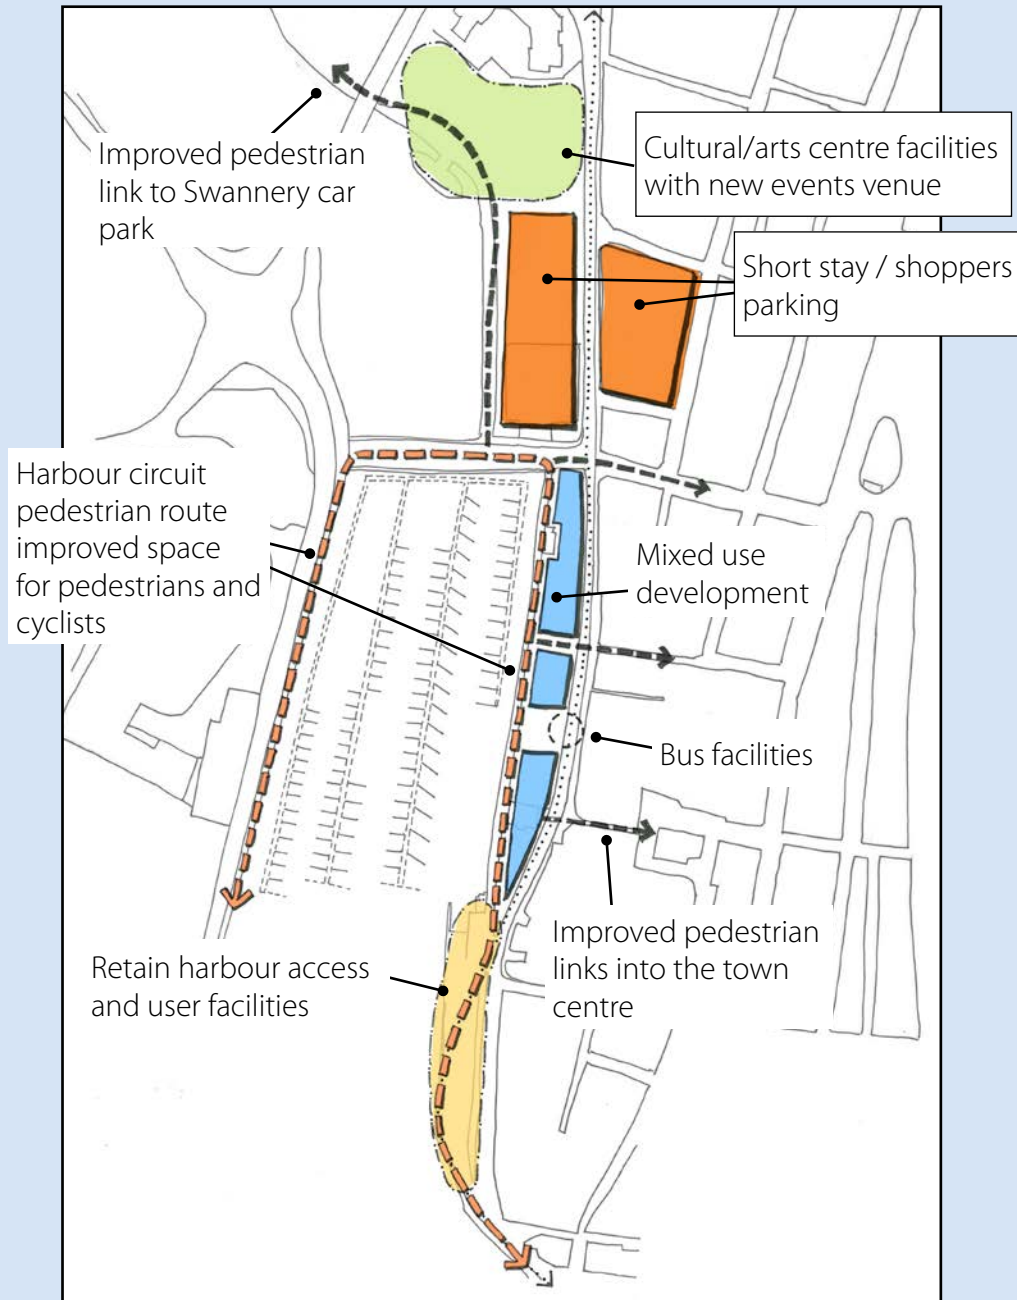 Improved pedestrian
link to Swannery car
park
Cultural/arts centre facilities
with new events venue
Short stay / shoppers
parking
Harbour circuit
pedestrian route
improved space
for pedestrians and
cyclists
Mixed use
development
Bus facilities
Improved pedestrian
links into the town
centre
Retain harbour access
and user facilities